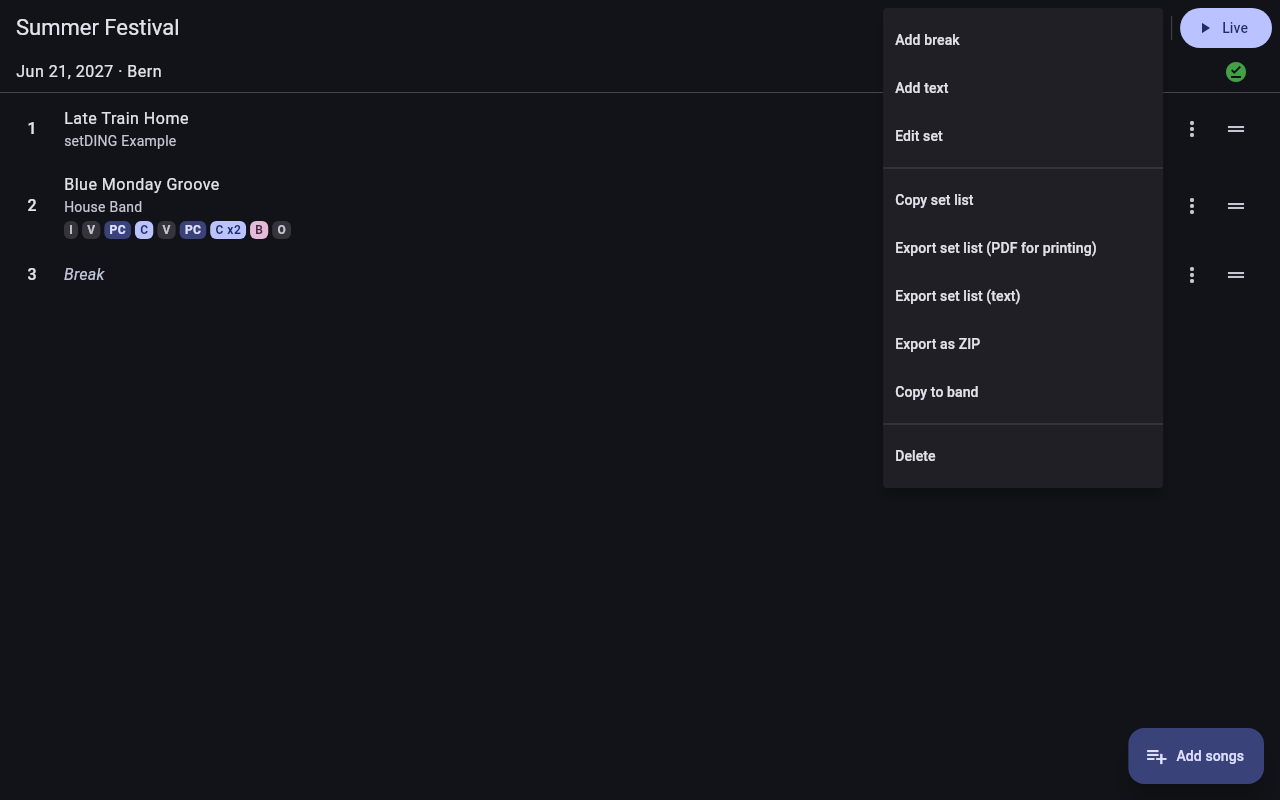 Summer Festival
Live
Jun 21, 2027 · Bern
1
Late Train Home
setDING Example
2
Blue Monday Groove
House Band
I V PC C V PC C x2 B O
3
Break
Add break
Add text
Edit set
Copy set list
Export set list (PDF for printing)
Export set list (text)
Export as ZIP
Copy to band
Delete
Add songs